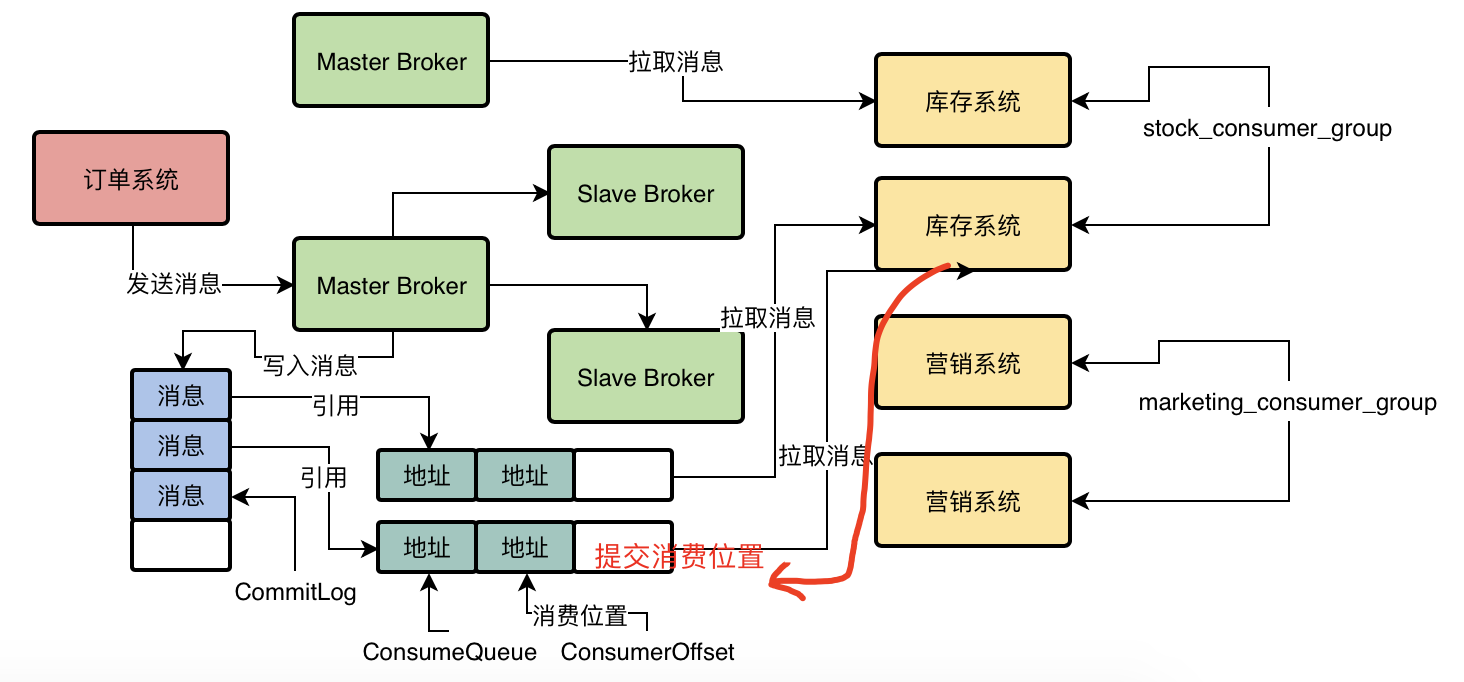 Master Broker
拉取消息
库存系统
stock_consumer_group
订单系统
Slave Broker
库存系统
发送消息
Master Broker
拉取消息
写入消息
Slave Broker
营销系统
marketing_consumer_group
消息
引用
消息
引用
地址
地址
拉取消息
营销系统
消息
地址
地址
提交消费位置
CommitLog
消费位置
ConsumeQueue
ConsumerOffset